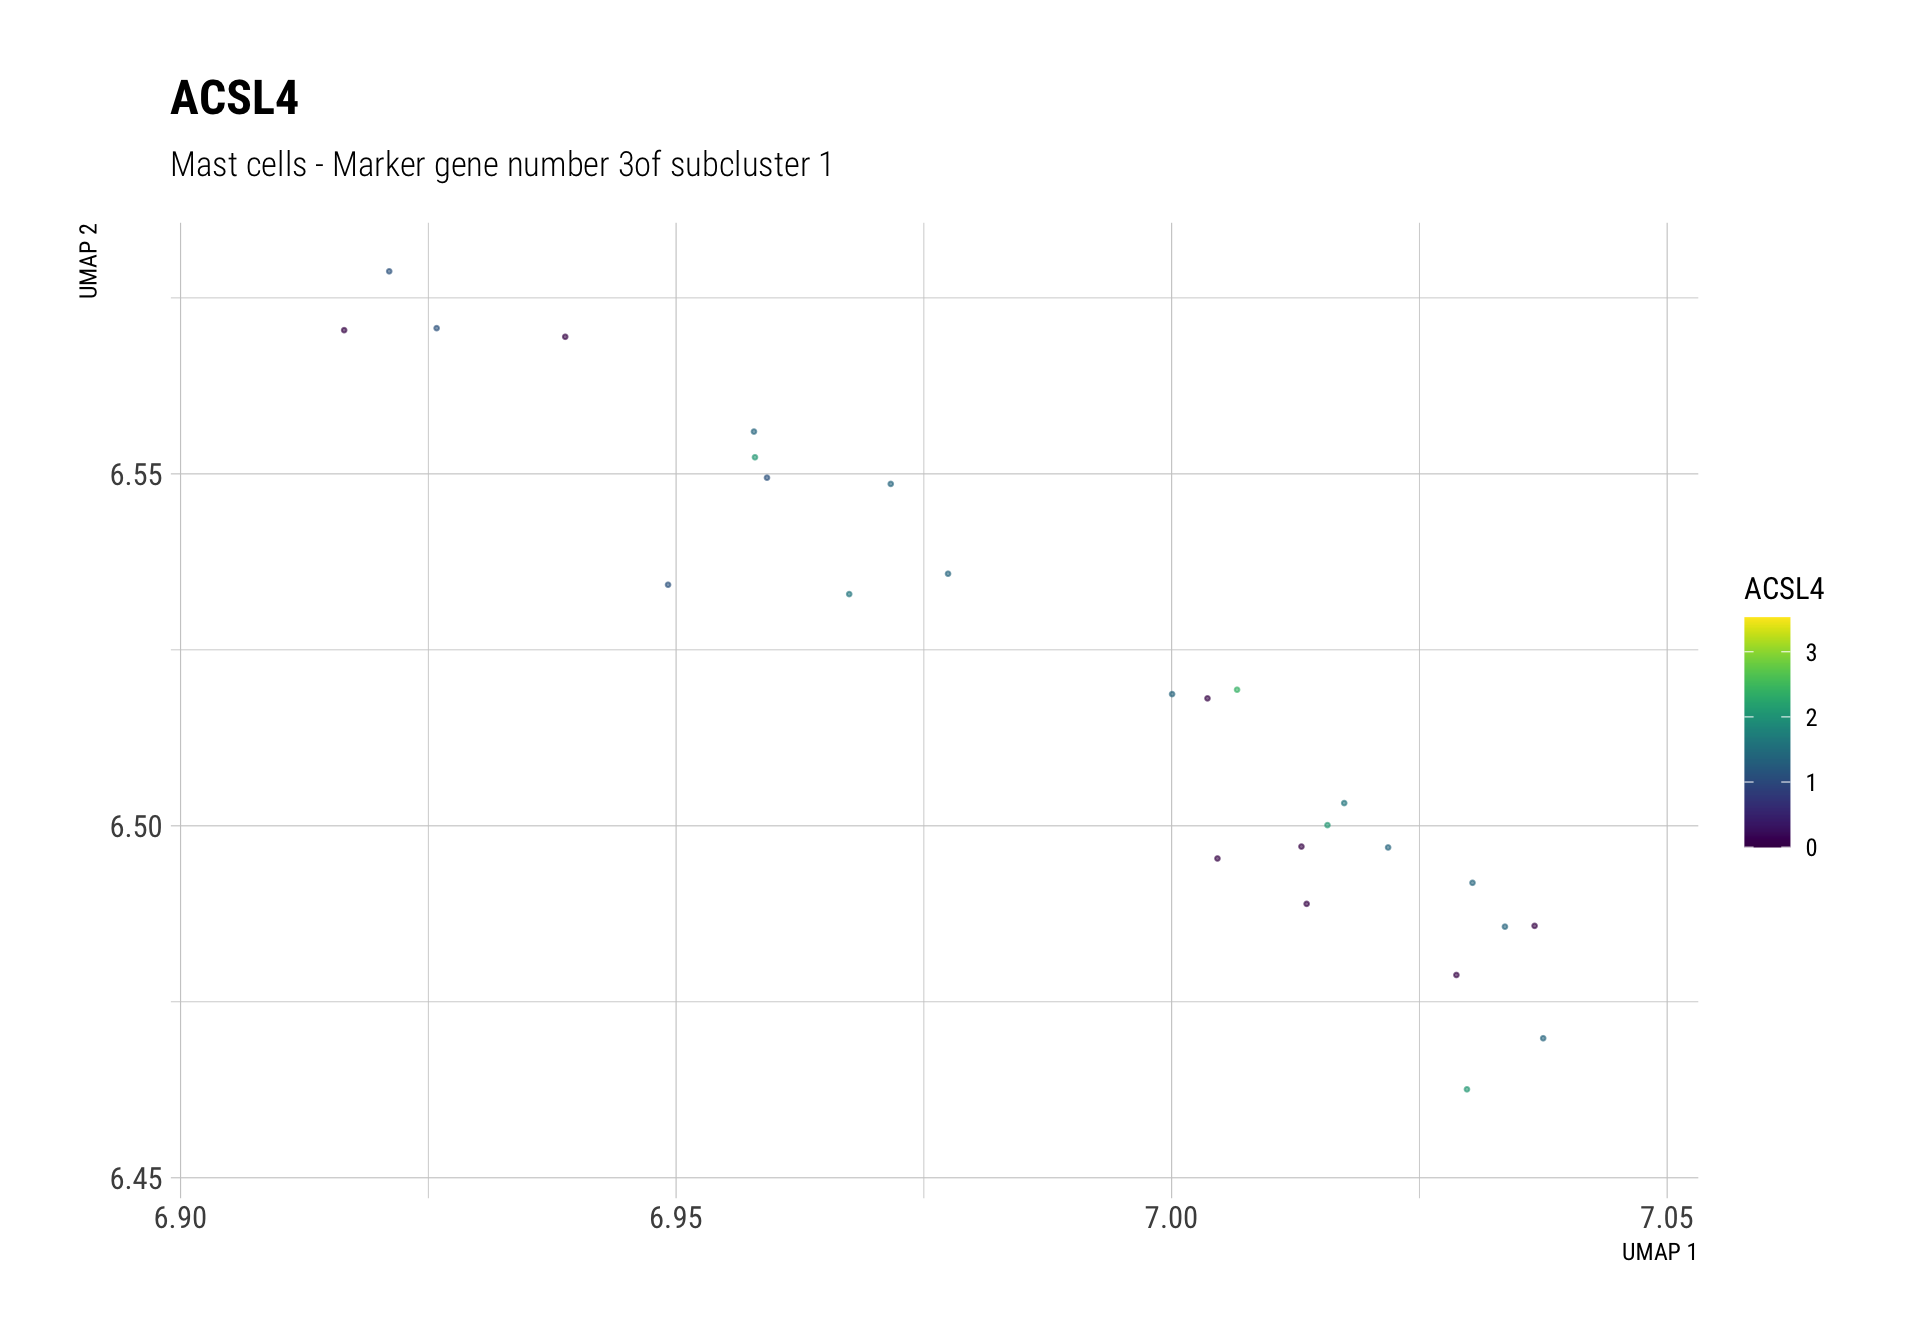 ACSL4
Mast cells - Marker gene number 3of subcluster 1
UMAP 2
6.55
6.50
6.45
6.90 6.95 7.00 7.05
UMAP 1
ACSL4
3
2
1
0